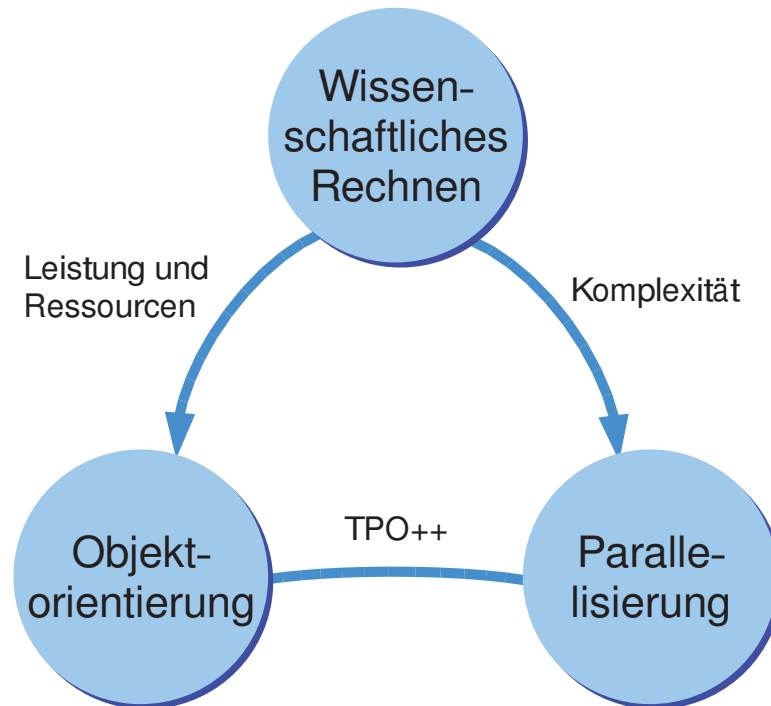 Wissen-
schaftliches
Rechnen
Leistung und
Ressourcen
Komplexität
TPO++
Objekt-
orientierung
Paralle-
lisierung